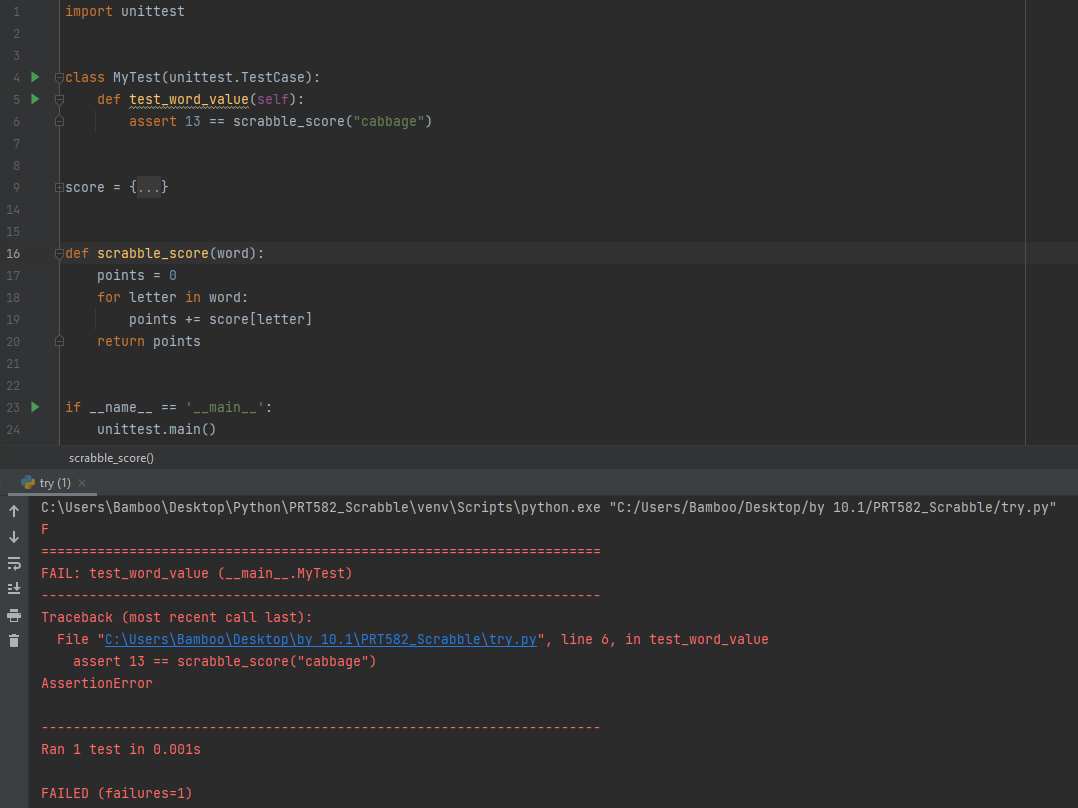 1 import unittest
2
3
4 class MyTest(unittest.TestCase):
5 def test_word_value(self):
6 assert 13 == scrabble_score("cabbage")
7
8
9 score = {...}
14
15
16 def scrabble_score(word):
17 points = 0
18 for letter in word:
19 points += score[letter]
20 return points
21
22
23 if __name__ == '__main__':
24 unittest.main()
scrabble_score()
try (1)
C:\Users\Bamboo\Desktop\Python\PRT582_Scrabble\venv\Scripts\python.exe "C:/Users/Bamboo/Desktop/by 10.1/PRT582_Scrabble/try.py"
F
======================================================================
FAIL: test_word_value (__main__.MyTest)
----------------------------------------------------------------------
Traceback (most recent call last):
File "C:\Users\Bamboo\Desktop\by 10.1\PRT582_Scrabble\try.py", line 6, in test_word_value
assert 13 == scrabble_score("cabbage")
AssertionError
----------------------------------------------------------------------
Ran 1 test in 0.001s
FAILED (failures=1)